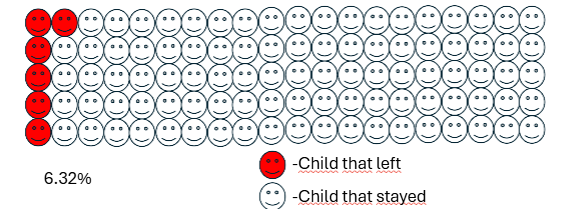 -Child that left
6.32%
-Child that stayed